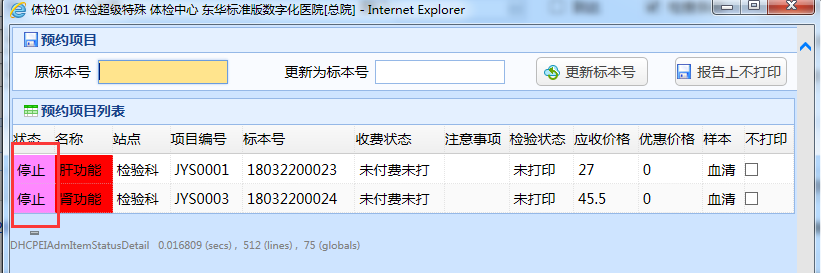 体检01 体检超级特殊 体检中心 东华标准版数字化医院[总院] - Internet Explorer
预约项目
原标本号 更新为标本号 更新标本号 报告上不打印
预约项目列表
状态 名称 站点 项目编号 标本号 收费状态 注意事项 检验状态 应收价格 优惠价格 样本 不打印
停止 肝功能 检验科 JYS0001 18032200023 未付费未打 未打印 27 0 血清
停止 肾功能 检验科 JYS0003 18032200024 未付费未打 未打印 45.5 0 血清
DHCPEIAdmItemStatusDetail 0.016809 (secs) , 512 (lines) , 75 (globals)